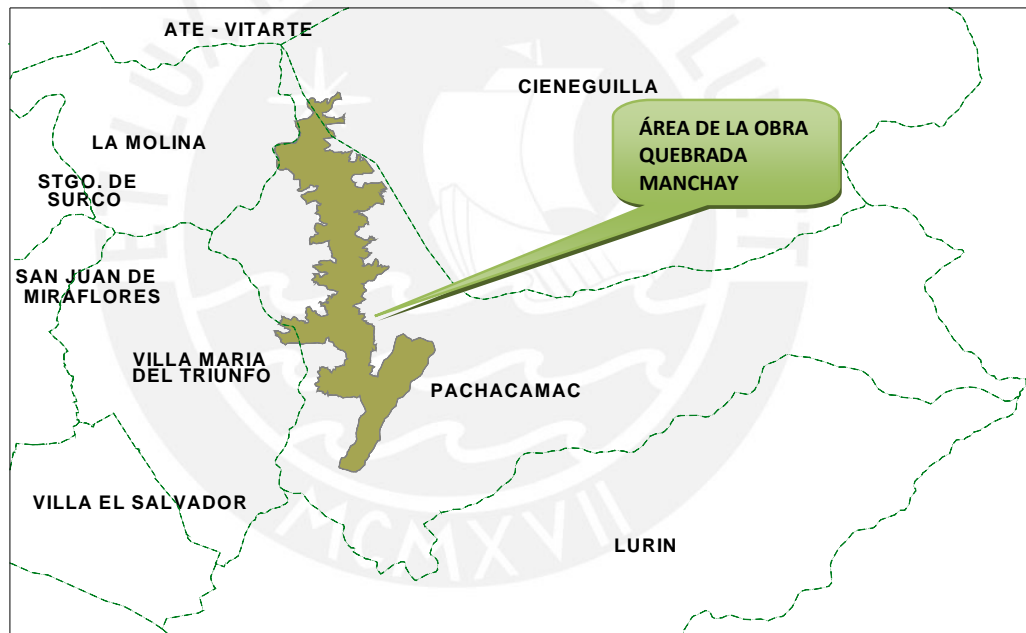 ATE - VITARTE
CIENEGUILLA
ÁREA DE LA OBRA
QUEBRADA
MANCHAY
LA MOLINA
STGO. DE
SURCO
SAN JUAN DE
MIRAFLORES
VILLA MARIA
DEL TRIUNFO
PACHACAMAC
VILLA EL SALVADOR
LURIN
MCMXVII